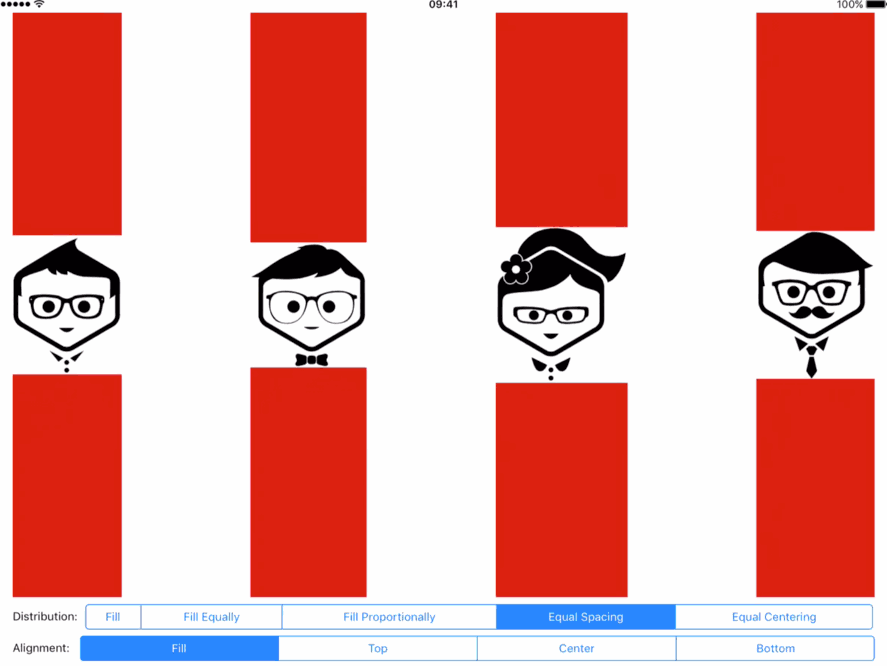 09:41
100%
Distribution: Fill Fill Equally Fill Proportionally Equal Spacing Equal Centering
Alignment: Fill Top Center Bottom